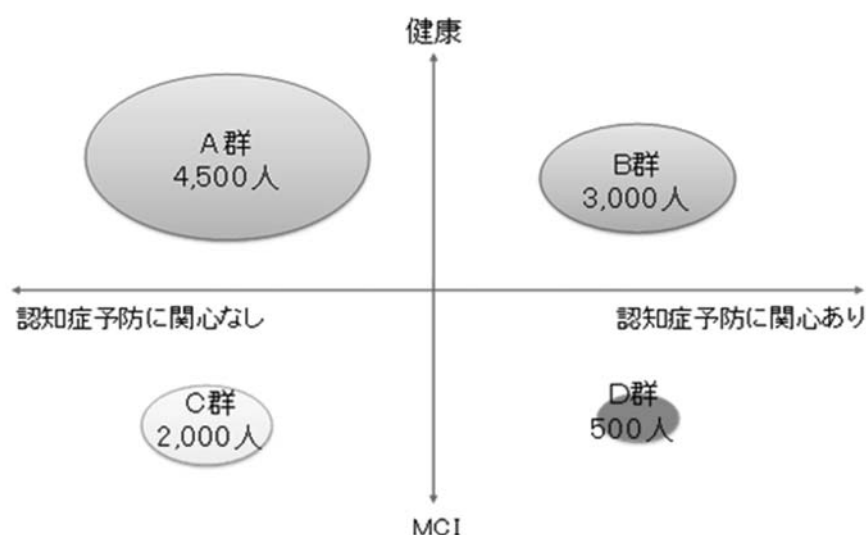 健康
A群
4,500人
B群
3,000人
認知症予防に関心なし
認知症予防に関心あり
C群
2,000人
D群
500人
MCI